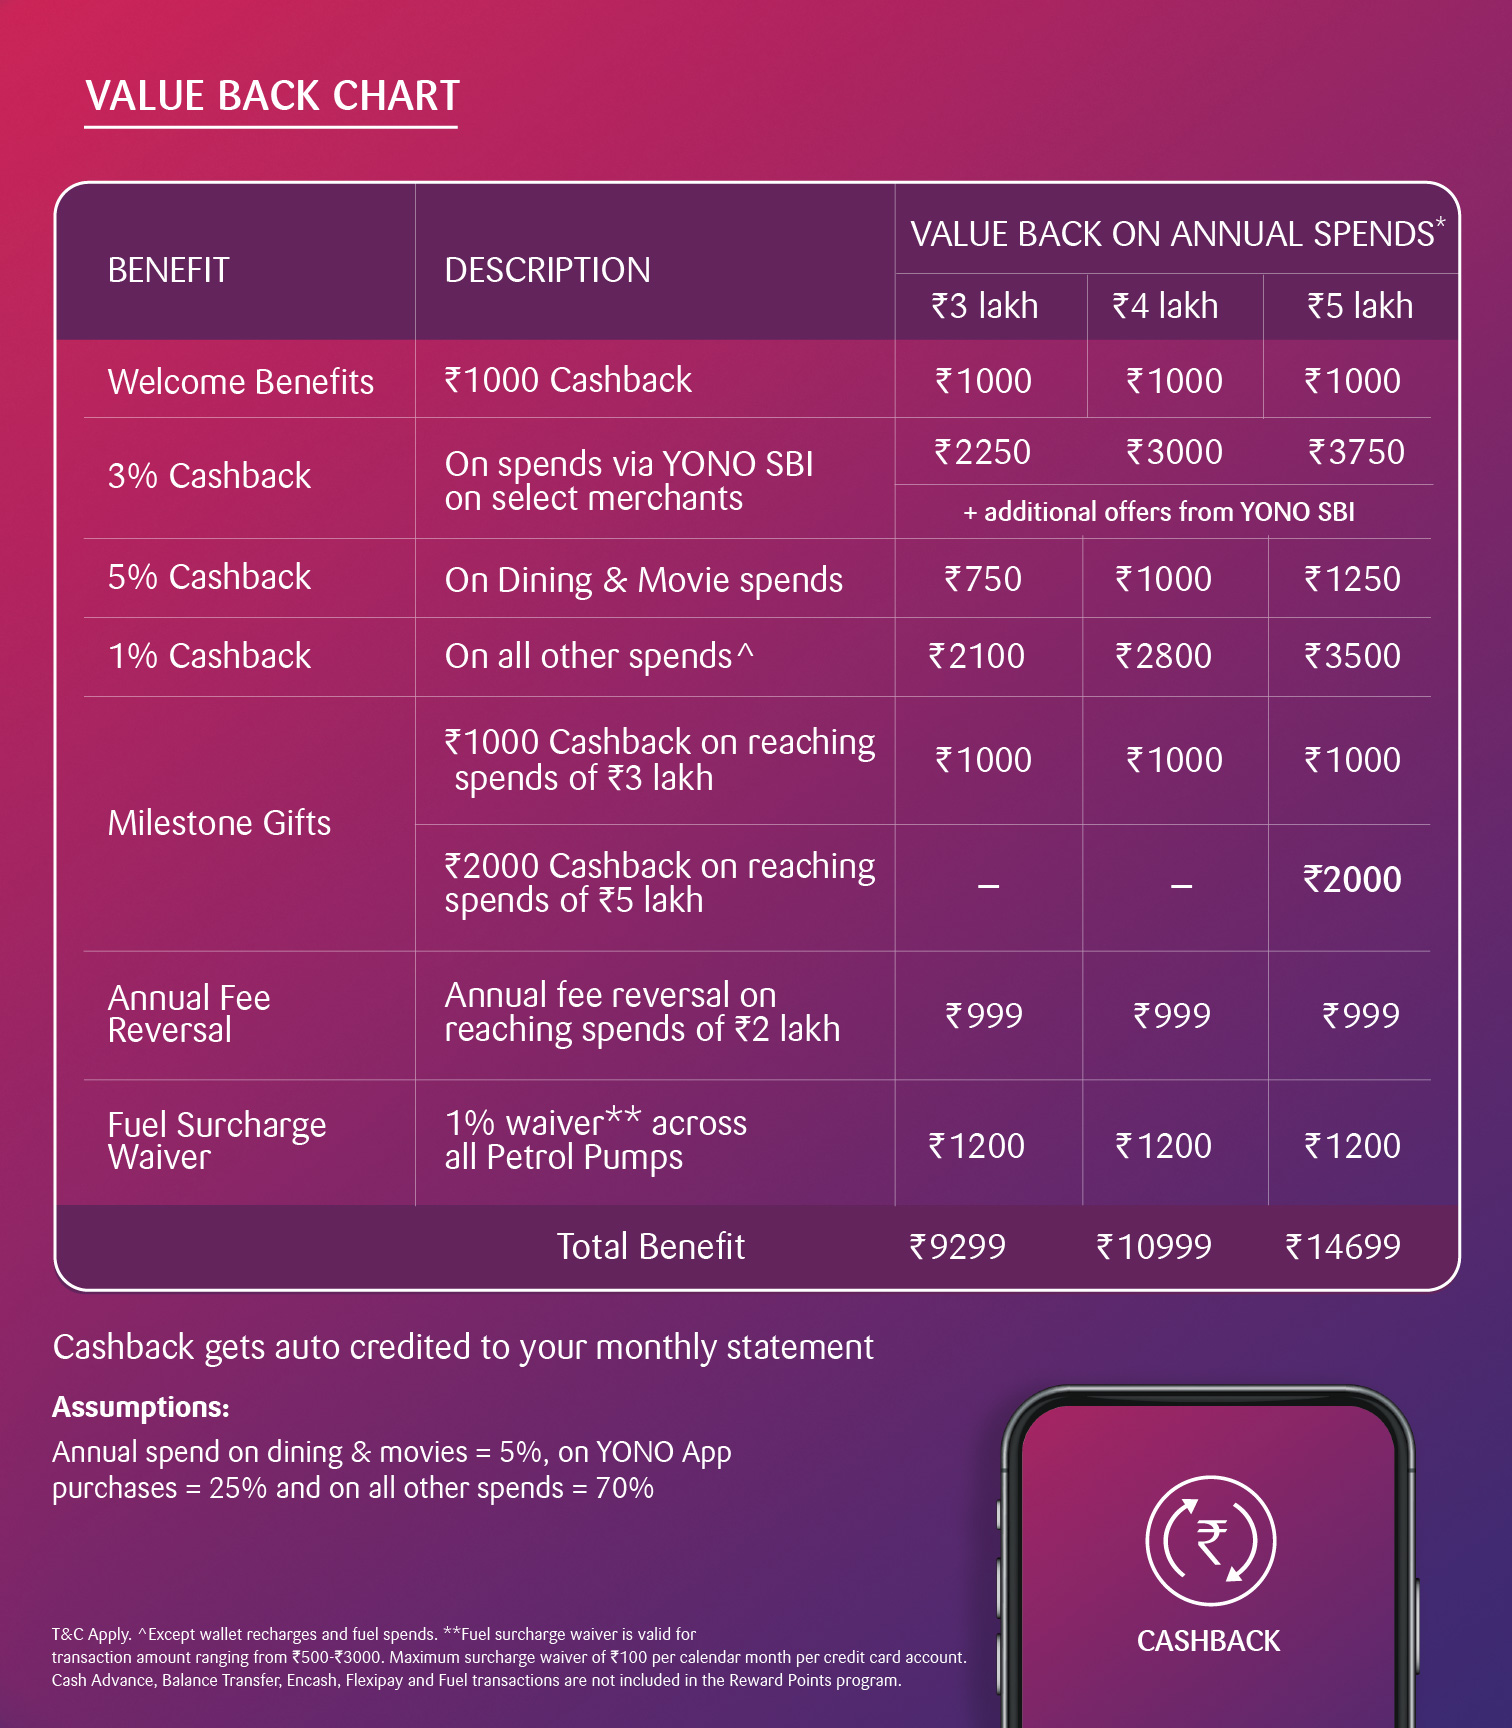 VALUE BACK CHART
BENEFIT
DESCRIPTION
VALUE BACK ON ANNUAL SPENDS*
₹3 lakh ₹4 lakh ₹5 lakh
Welcome Benefits
₹1000 Cashback
₹1000 ₹1000 ₹1000
3% Cashback
On spends via YONO SBI
on select merchants
₹2250 ₹3000 ₹3750
+ additional offers from YONO SBI
5% Cashback
On Dining & Movie spends
₹750 ₹1000 ₹1250
1% Cashback
On all other spends^
₹2100 ₹2800 ₹3500
Milestone Gifts
₹1000 Cashback on reaching
spends of ₹3 lakh
₹1000 ₹1000 ₹1000
₹2000 Cashback on reaching
spends of ₹5 lakh
– – ₹2000
Annual Fee
Reversal
Annual fee reversal on
reaching spends of ₹2 lakh
₹999 ₹999 ₹999
Fuel Surcharge
Waiver
1% waiver** across
all Petrol Pumps
₹1200 ₹1200 ₹1200
Total Benefit ₹9299 ₹10999 ₹14699
Cashback gets auto credited to your monthly statement
Assumptions:
Annual spend on dining & movies = 5%, on YONO App
purchases = 25% and on all other spends = 70%
₹
CASHBACK
T&C Apply. ^Except wallet recharges and fuel spends. **Fuel surcharge waiver is valid for
transaction amount ranging from ₹500-₹3000. Maximum surcharge waiver of ₹100 per calendar month per credit card account.
Cash Advance, Balance Transfer, Encash, Flexipay and Fuel transactions are not included in the Reward Points program.